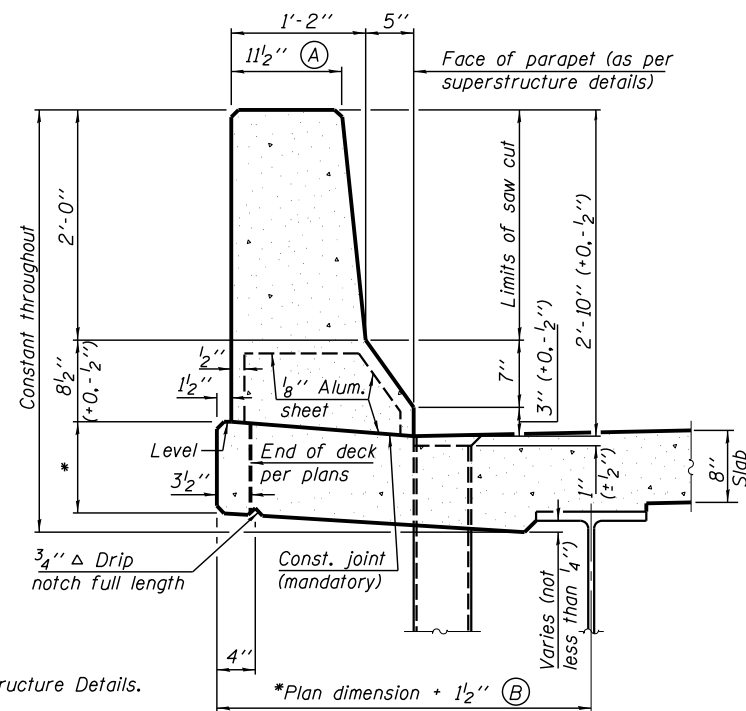 1'-2"
5"
11½" (A)
Face of parapet (as per
superstructure details)
Constant throughout
2'-0"
8½"
(+0,-½")
*
Limits of saw cut
7"
3" (+0,-½")
2'-10" (+0,-½")
½"
1½"
⅛" Alum.
sheet
Level
End of deck
per plans
3½"
¾" Δ Drip
notch full length
Const. joint
(mandatory)
1"
(±½")
8"
Slab
Varies (not
less than ¼")
4"
ructure Details.
*Plan dimension + 1½" (B)